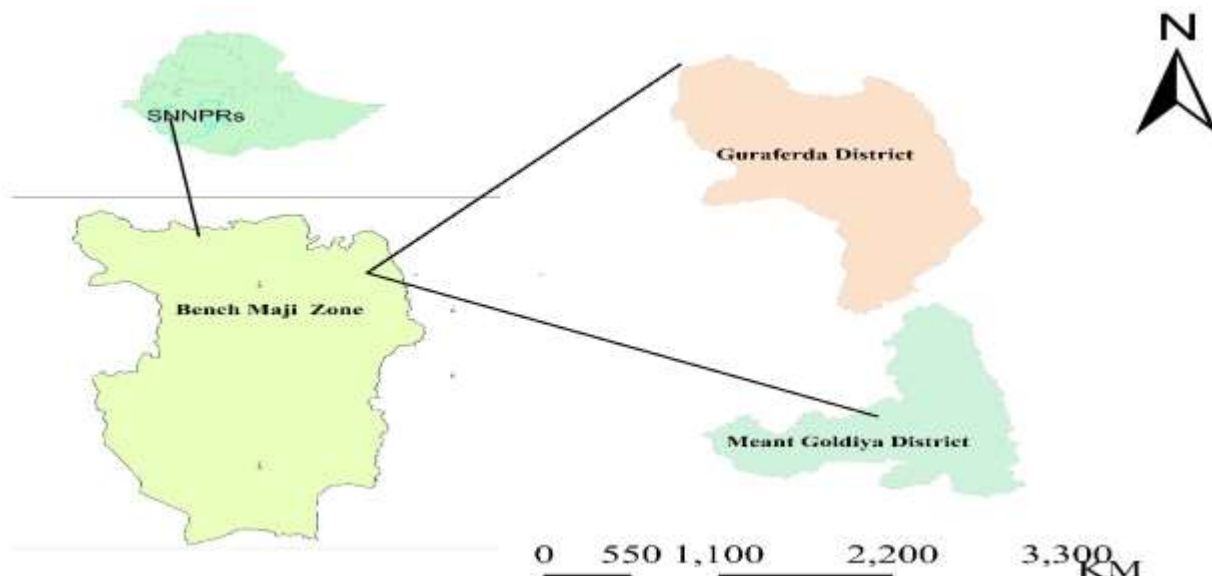 N
SNNPRs
Guraferda District
Bench Maji Zone
Meant Goldiya District
0 550 1,100 2,200 3,300
KM